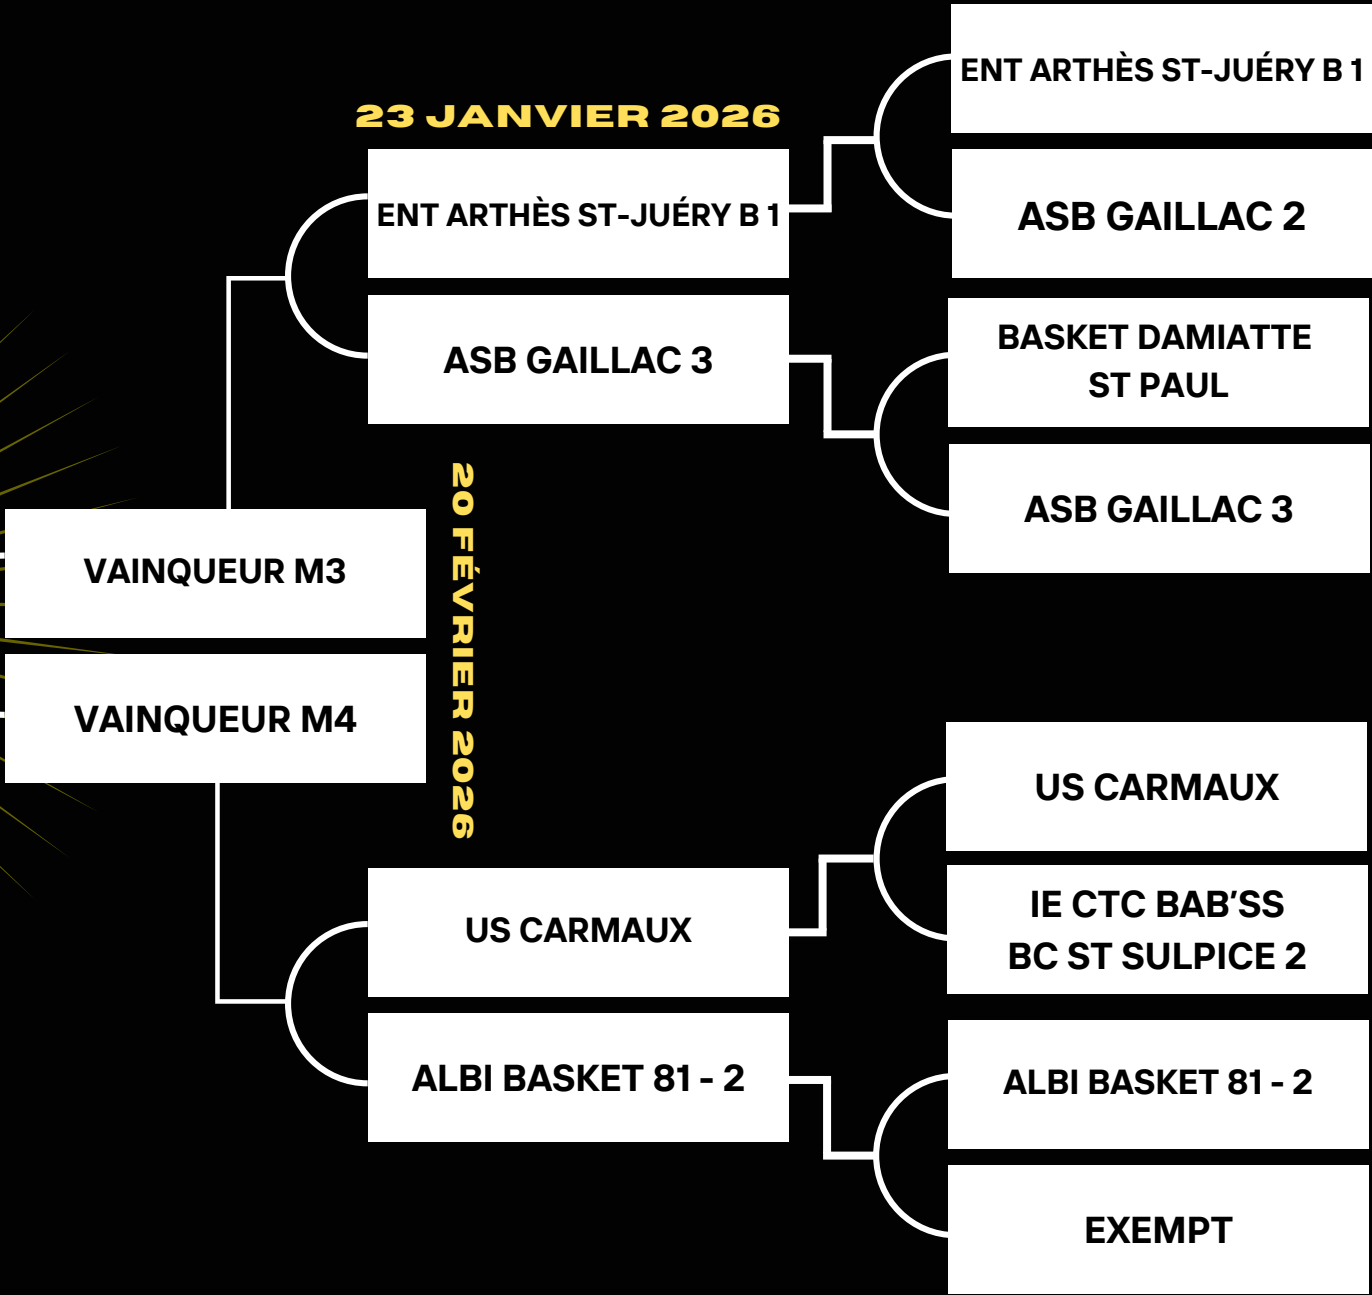 ENT ARTHÈS ST-JUÉRY B 1
23 JANVIER 2026
ENT ARTHÈS ST-JUÉRY B 1
ASB GAILLAC 2
BASKET DAMIATTE
ST PAUL
ASB GAILLAC 3
ASB GAILLAC 3
20 FÉVRIER 2026
VAINQUEUR M3
VAINQUEUR M4
US CARMAUX
IE CTC BAB'SS
BC ST SULPICE 2
US CARMAUX
ALBI BASKET 81 - 2
ALBI BASKET 81 - 2
EXEMPT